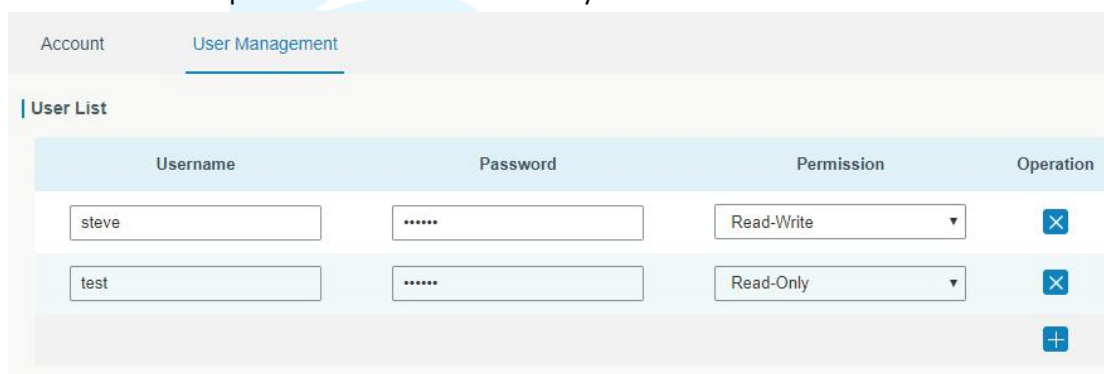 Account User Management
User List
Username Password Permission Operation
steve •••••• Read-Write
test •••••• Read-Only